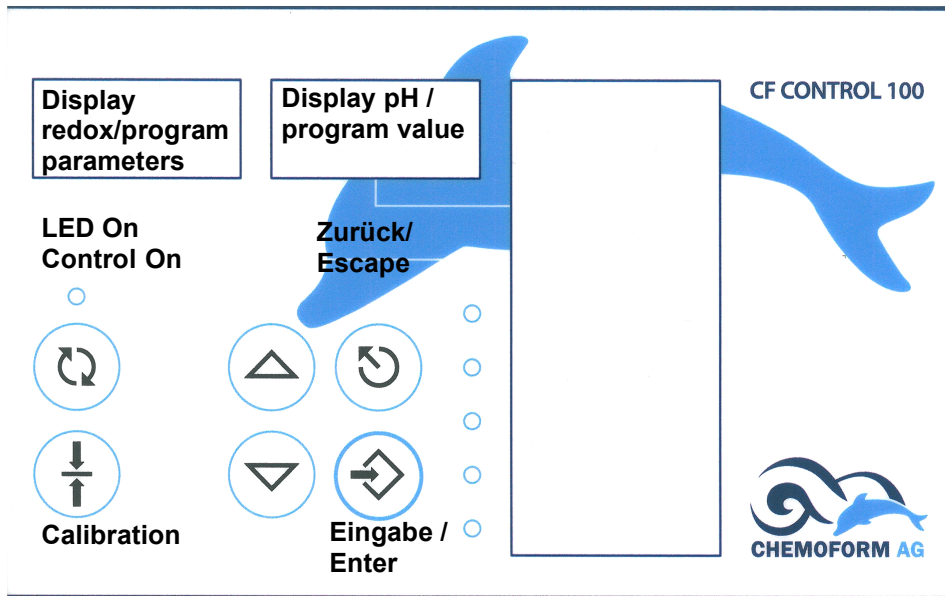 Display
redox/program
parameters
Display pH /
program value
CF CONTROL 100
LED On
Control On
Zurück/
Escape
Calibration
Eingabe /
Enter
CHEMOFORM AG